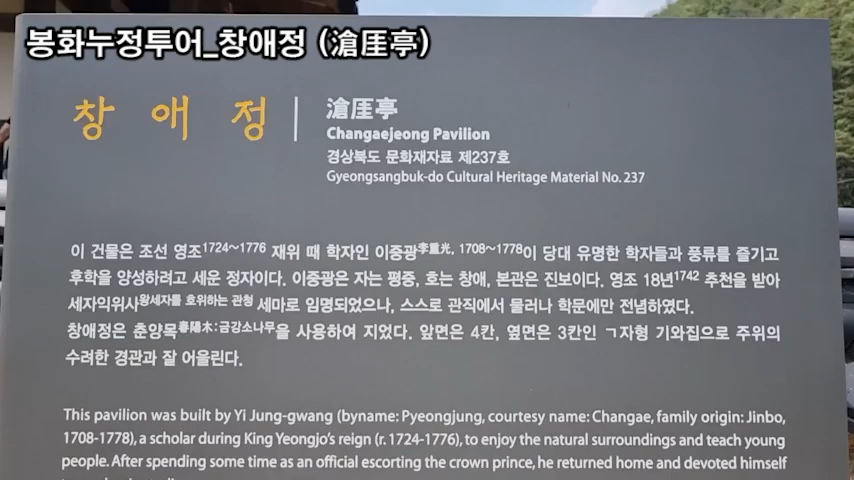 봉화누정투어_창애정 (滄厓亭)
창 애 정
滄厓亭
Changaejeong Pavilion
경상북도 문화재자료 제237호
Gyeongsangbuk-do Cultural Heritage Material No. 237
이 건물은 조선 영조1724~1776 재위 때 학자인 이중광李重光, 1708~1778이 당대 유명한 학자들과 풍류를 즐기고
후학을 양성하려고 세운 정자이다. 이중광은 자는 평중, 호는 창애, 본관은 진보이다. 영조 18년1742 추천을 받아
세자익위사왕세자를 호위하는 관청 세마로 임명되었으나, 스스로 관직에서 물러나 학문에만 전념하였다.
창애정은 춘양목春陽木:금강소나무을 사용하여 지었다. 앞면은 4칸, 옆면은 3칸인 ㄱ자형 기와집으로 주위의
수려한 경관과 잘 어울린다.
This pavilion was built by Yi Jung-gwang (byname: Pyeongjung, courtesy name: Changae, family origin: Jinbo,
1708-1778), a scholar during King Yeongjo's reign (r. 1724-1776), to enjoy the natural surroundings and teach young
people. After spending some time as an official escorting the crown prince, he returned home and devoted himself